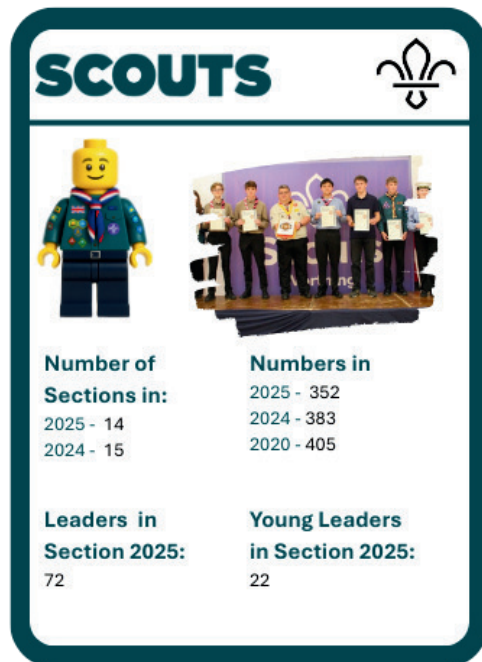 SCOUTS
Number of
Sections in:
2025 - 14
2024 - 15
Numbers in
2025 - 352
2024 - 383
2020 - 405
Leaders in
Section 2025:
72
Young Leaders
in Section 2025:
22